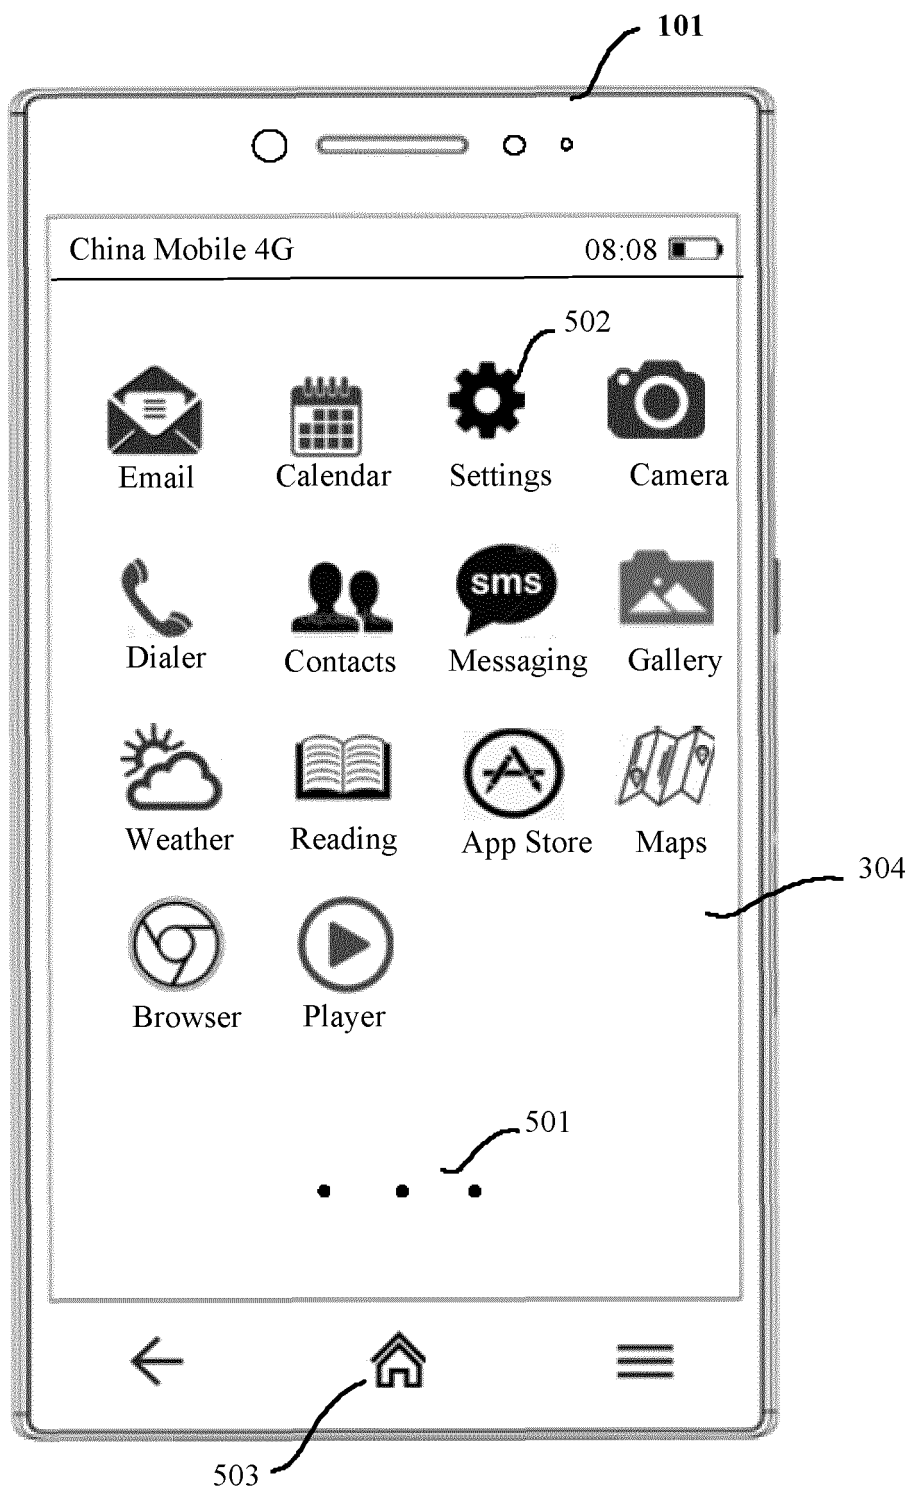 101
China Mobile 4G 08:08
502
Email Calendar Settings Camera
sms
Dialer Contacts Messaging Gallery
Weather Reading App Store Maps
304
Browser Player
501
503